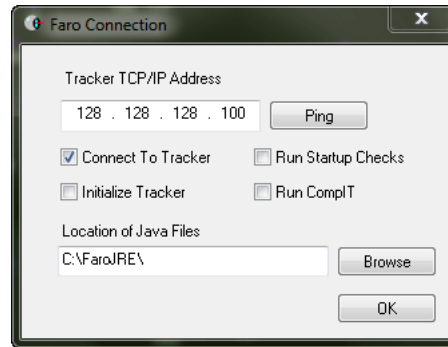 Faro Connection
Tracker TCP/IP Address
128 . 128 . 128 . 100 Ping
Connect To Tracker Run Startup Checks
Initialize Tracker Run CompIT
Location of Java Files
C:\FaroJRE\ Browse
OK